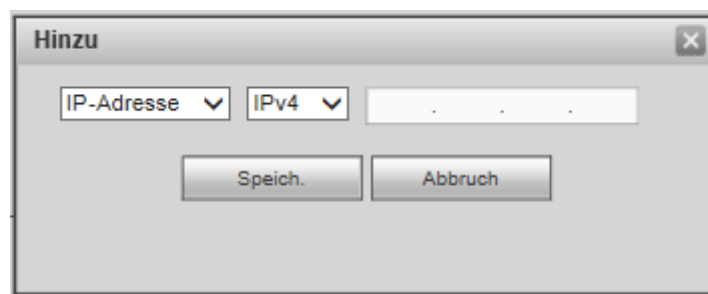 Hinzu
IP-Adresse IPv4 . . .
Speich. Abbruch